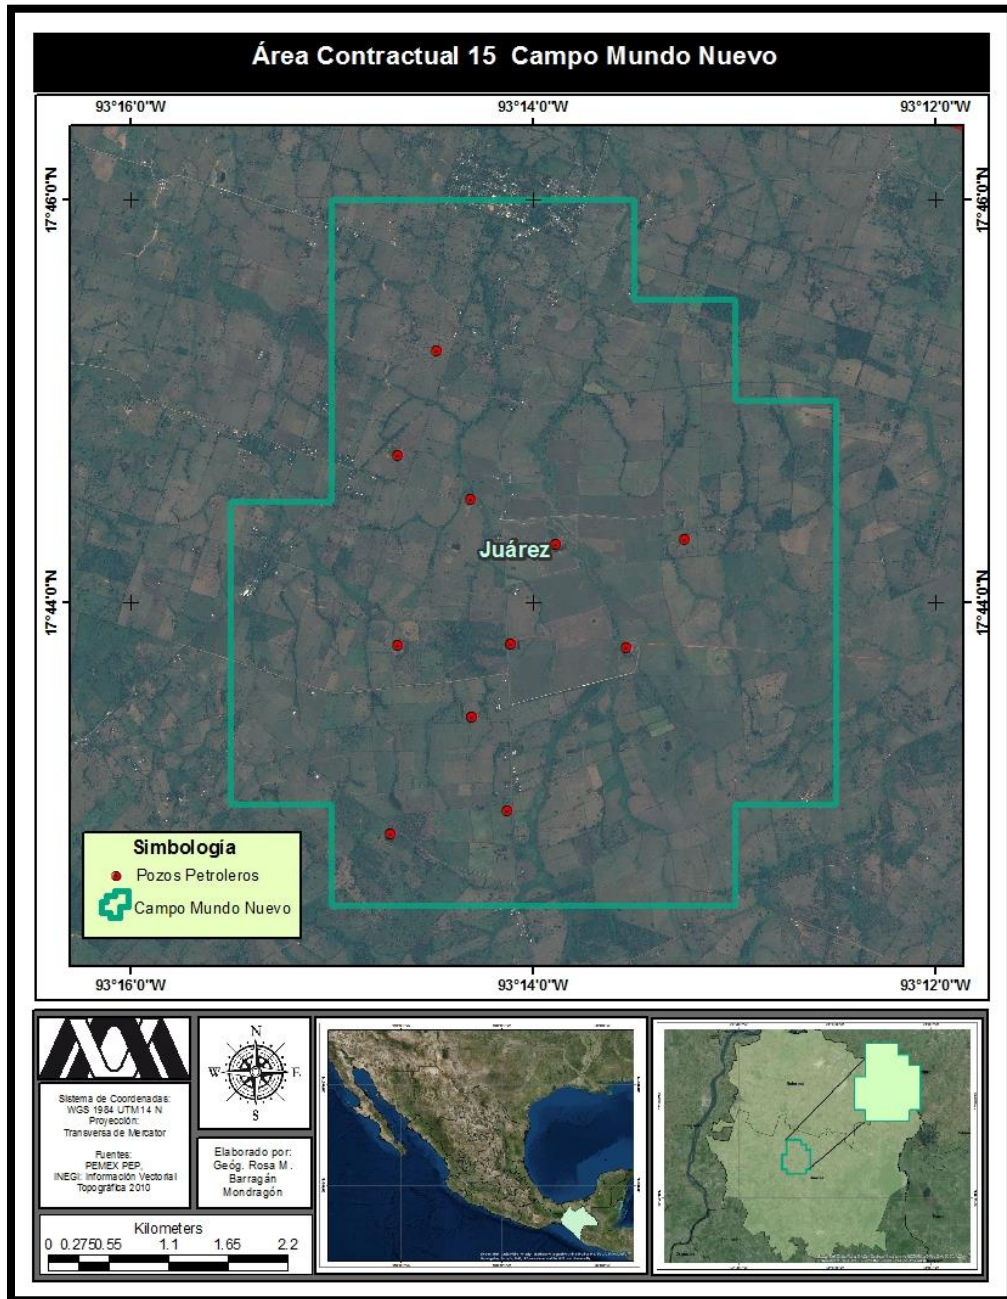 Área Contractual 15 Campo Mundo Nuevo
93°16'0"W 93°14'0"W 93°12'0"W
17°46'0"N 17°46'0"N
Juárez
17°44'0"N 17°44'0"N
Simbología
Pozos Petroleros
Campo Mundo Nuevo
93°16'0"W 93°14'0"W 93°12'0"W
N
W E
S
Sistema de Coordenadas:
WGS 1984 UTM 14 N
Proyección:
Transversa de Mercator
Fuentes:
PEMEX PEP,
INEGI: Información Vectorial
Topográfica 2010
Elaborado por:
Geóg. Rosa M.
Barragán
Mondragón
Kilometers
0 0.275 0.55 1.1 1.65 2.2